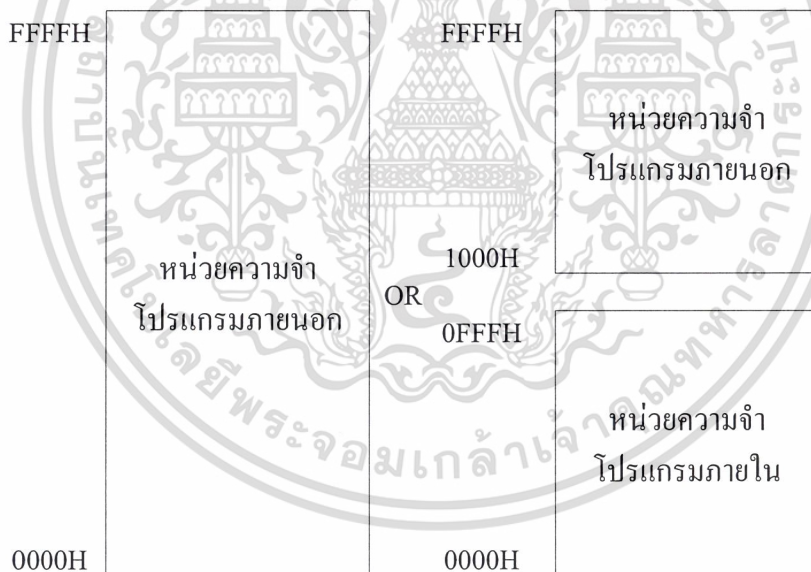 FFFFH
FFFFH
หน่วยความจำ
โปรแกรมภายนอก
1000H
หน่วยความจำ
โปรแกรมภายนอก
OR
0FFFH
หน่วยความจำ
โปรแกรมภายใน
0000H
0000H